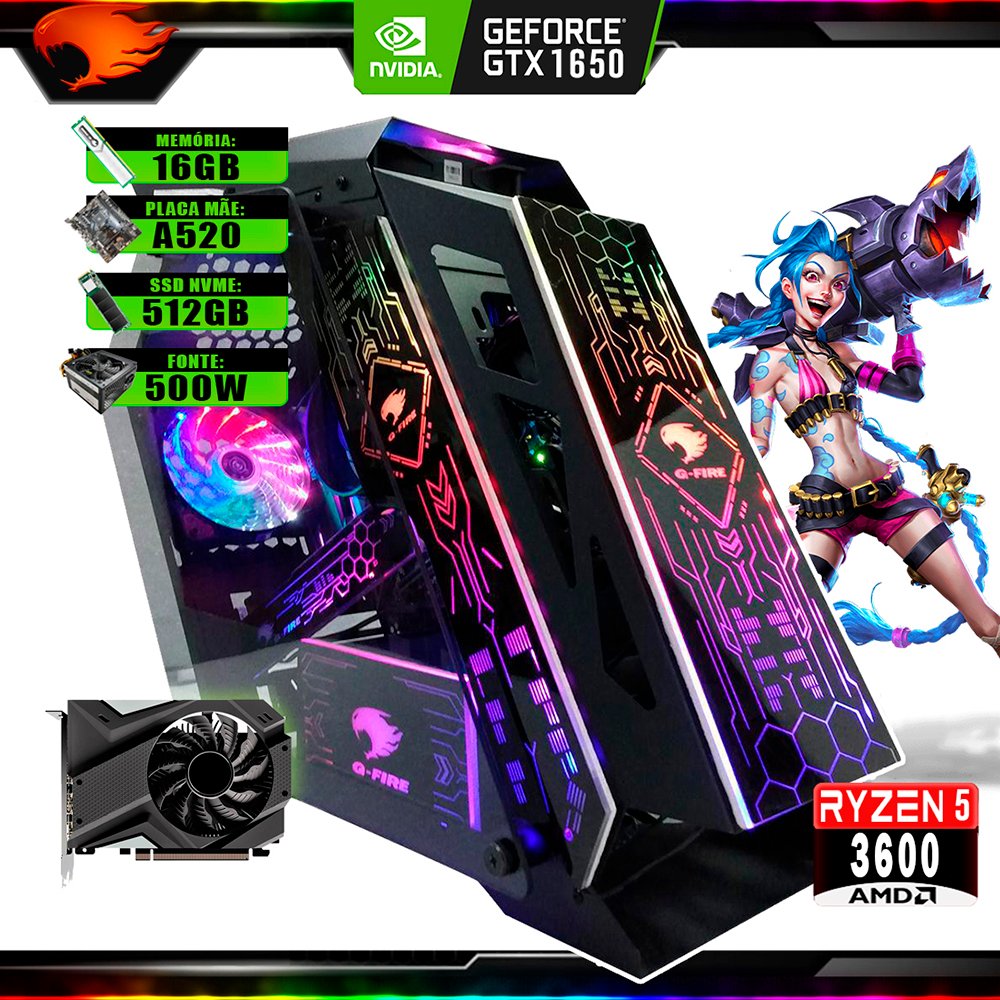 NVIDIA.
GEFORCE®
GTX 1650
MEMÓRIA:
16GB
PLACA MÃE:
A520
SSD NVME:
512GB
FONTE:
500W
G-FIRE
G-FIRE
FIRE
G-FIRE
RYZEN 5
3600
AMD